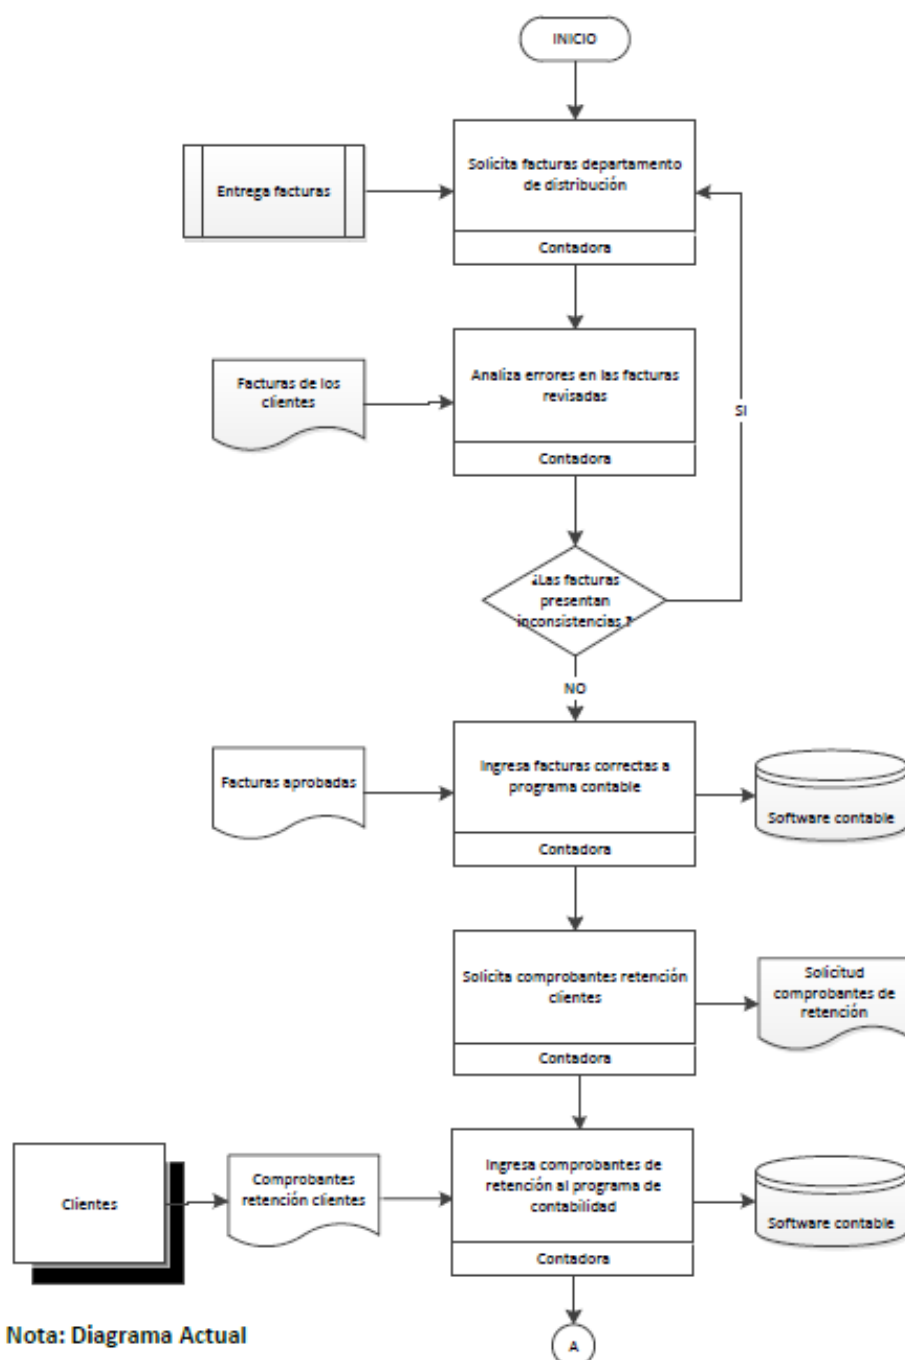 INICIO
Solicita facturas departamento
de distribución
Entrega facturas
Contadora
Analiza errores en las facturas
revisadas
Facturas de los
clientes
SI
Contadora
¿Las facturas
presentan
inconsistencias ?
NO
Ingresa facturas correctas a
programa contable
Facturas aprobadas
Software contable
Contadora
Solicita comprobantes retención
clientes
Solicitud
comprobantes de
retención
Contadora
Ingresa comprobantes de
retención al programa de
contabilidad
Comprobantes
retención clientes
Clientes
Software contable
Contadora
Nota: Diagrama Actual
A